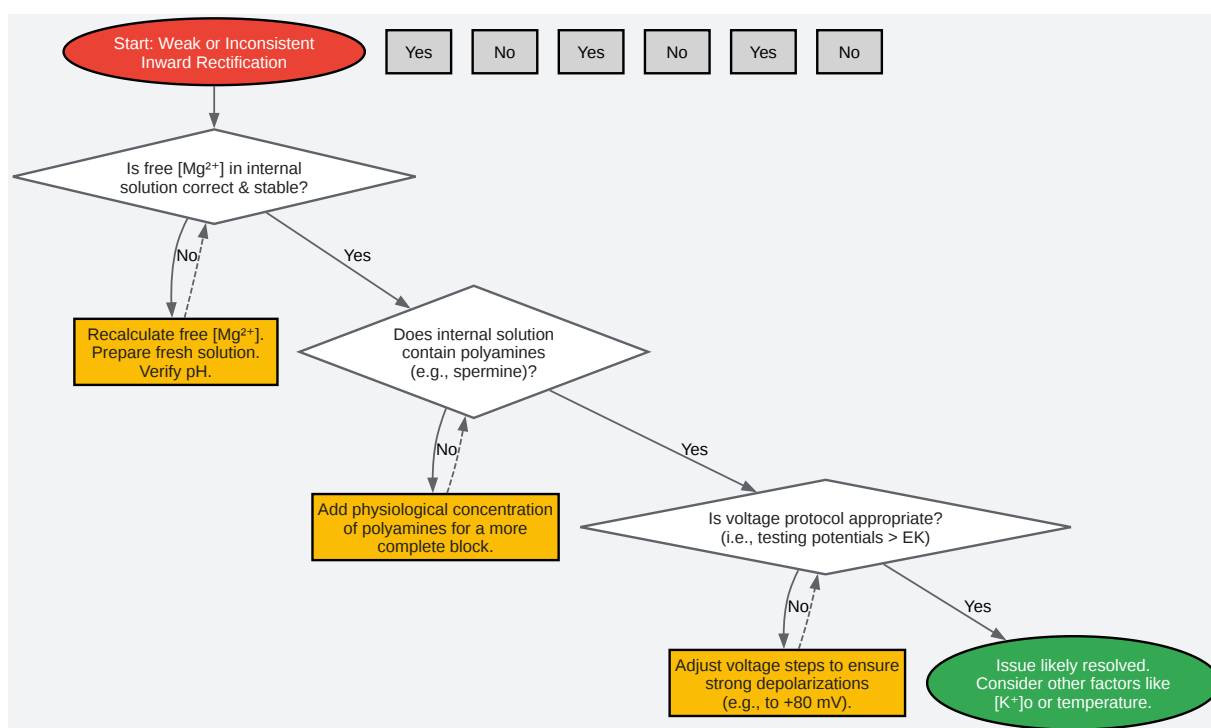 Start: Weak or Inconsistent
Inward Rectification
Yes
No
Yes
No
Yes
No
Is free [Mg²⁺] in internal
solution correct & stable?
No
Yes
Recalculate free [Mg²⁺].
Prepare fresh solution.
Verify pH.
Does internal solution
contain polyamines
(e.g., spermine)?
No
Yes
Add physiological concentration
of polyamines for a more
complete block.
Is voltage protocol appropriate?
(i.e., testing potentials > EK)
No
Yes
Adjust voltage steps to ensure
strong depolarizations
(e.g., to +80 mV).
Issue likely resolved.
Consider other factors like
[K⁺]o or temperature.